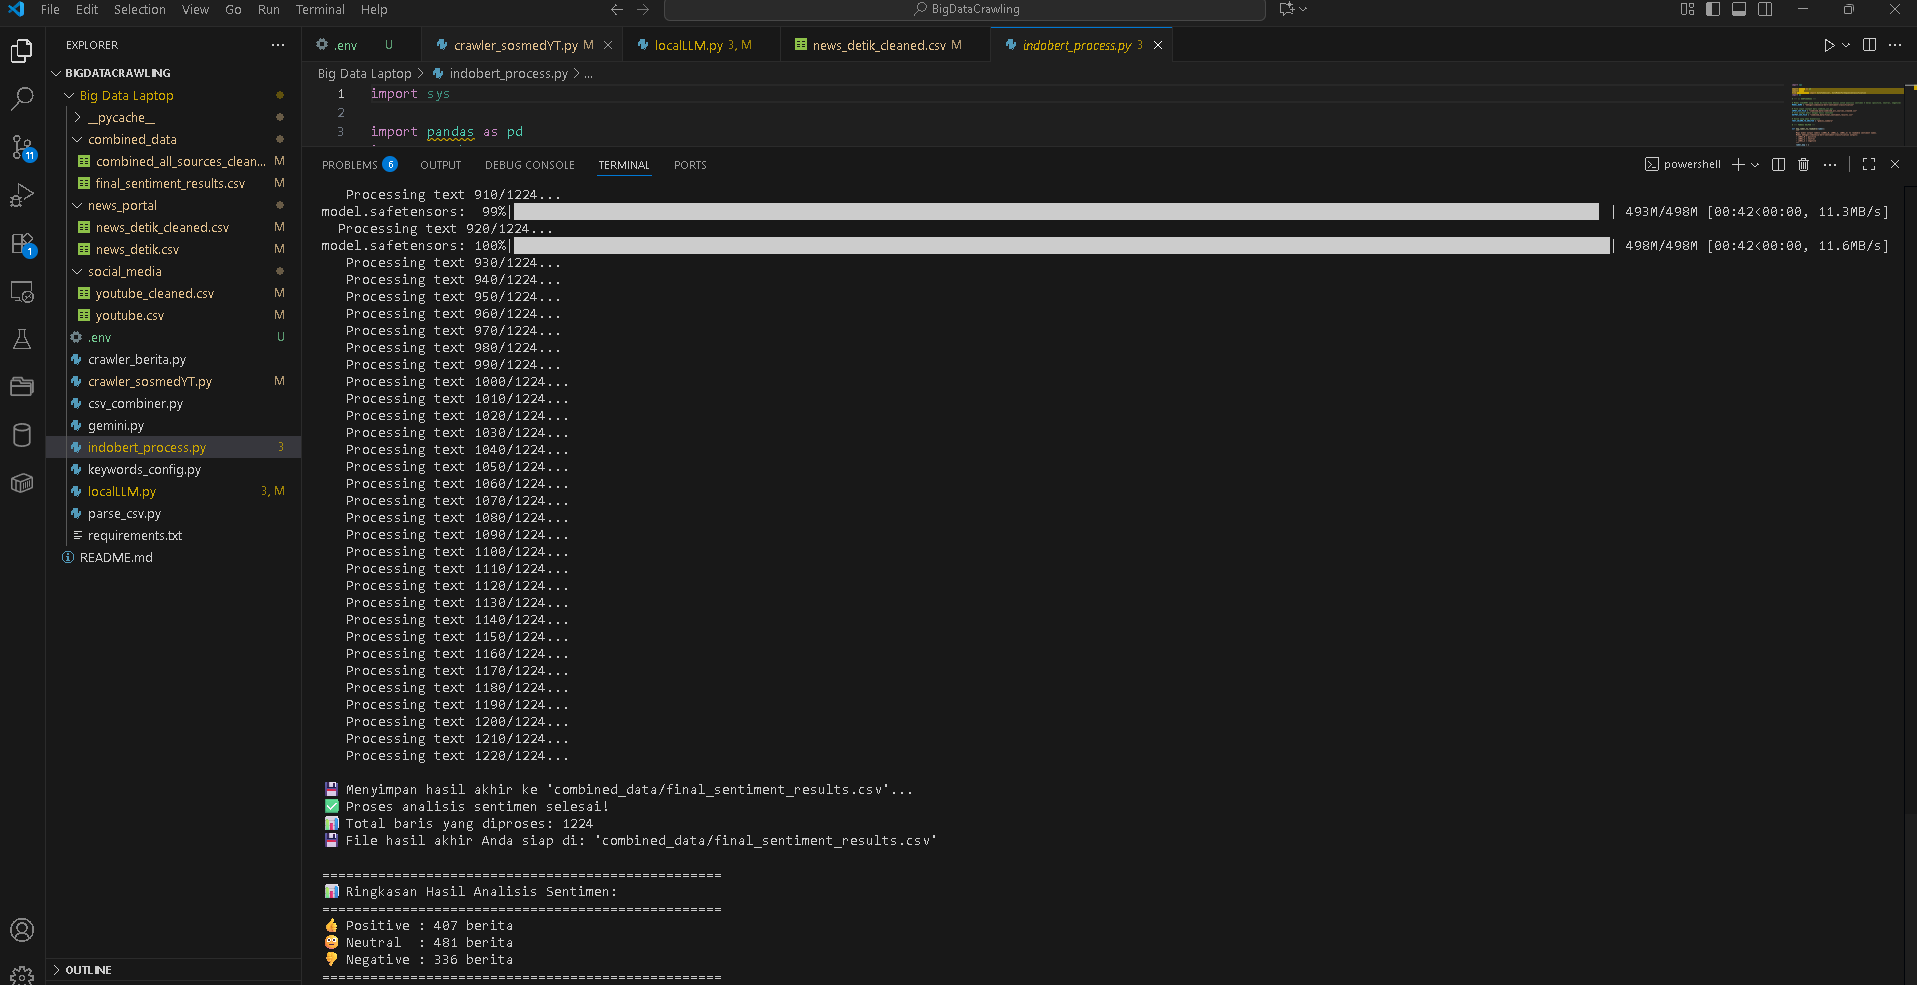 File Edit Selection View Go Run Terminal Help
BigDataCrawling
EXPLORER
BIGDATACRAWLING
Big Data Laptop
__pycache__
combined_data
combined_all_sources_clean... M
final_sentiment_results.csv M
news_portal
news_detik_cleaned.csv M
news_detik.csv M
social_media
youtube_cleaned.csv M
youtube.csv M
.env U
crawler_berita.py
crawler_sosmedYT.py M
csv_combiner.py
gemini.py
indobert_process.py 3
keywords_config.py
localLLM.py 3, M
parse_csv.py
requirements.txt
README.md
OUTLINE
11
1
.env U
crawler_sosmedYT.py M
localLLM.py 3, M
news_detik_cleaned.csv M
indobert_process.py 3
Big Data Laptop > indobert_process.py > ...
1 import sys
2
3 import pandas as pd
PROBLEMS 6 OUTPUT DEBUG CONSOLE TERMINAL PORTS
powershell
Processing text 910/1224...
model.safetensors: 99%| | 493M/498M [00:42<00:00, 11.3MB/s]
Processing text 920/1224...
model.safetensors: 100%| | 498M/498M [00:42<00:00, 11.6MB/s]
Processing text 930/1224...
Processing text 940/1224...
Processing text 950/1224...
Processing text 960/1224...
Processing text 970/1224...
Processing text 980/1224...
Processing text 990/1224...
Processing text 1000/1224...
Processing text 1010/1224...
Processing text 1020/1224...
Processing text 1030/1224...
Processing text 1040/1224...
Processing text 1050/1224...
Processing text 1060/1224...
Processing text 1070/1224...
Processing text 1080/1224...
Processing text 1090/1224...
Processing text 1100/1224...
Processing text 1110/1224...
Processing text 1120/1224...
Processing text 1130/1224...
Processing text 1140/1224...
Processing text 1150/1224...
Processing text 1160/1224...
Processing text 1170/1224...
Processing text 1180/1224...
Processing text 1190/1224...
Processing text 1200/1224...
Processing text 1210/1224...
Processing text 1220/1224...
💾 Menyimpan hasil akhir ke 'combined_data/final_sentiment_results.csv'...
✅ Proses analisis sentimen selesai!
📊 Total baris yang diproses: 1224
💾 File hasil akhir Anda siap di: 'combined_data/final_sentiment_results.csv'
==================================================
📊 Ringkasan Hasil Analisis Sentimen:
==================================================
👍 Positive : 407 berita
😐 Neutral : 481 berita
👎 Negative : 336 berita
==================================================